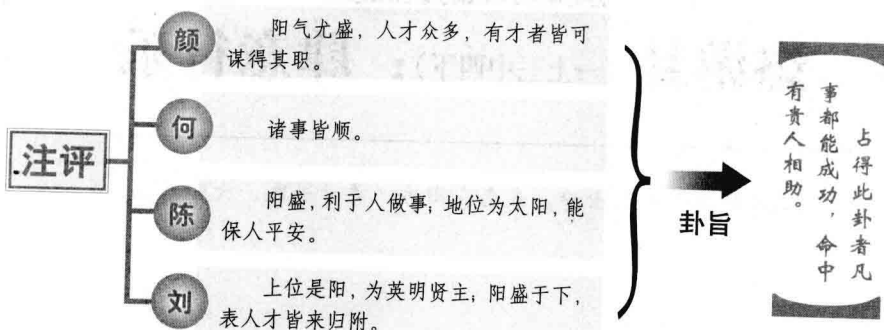 注评
颜
阳气尤盛，人才众多，有才者皆可
谋得其职。
何
诸事皆顺。
陈
阳盛，利于人做事；地位为太阳，能
保人平安。
刘
上位是阳，为英明贤主；阳盛于下，
表人才皆来归附。
卦旨
占得此卦者凡
事都能成功，命中
有贵人相助。